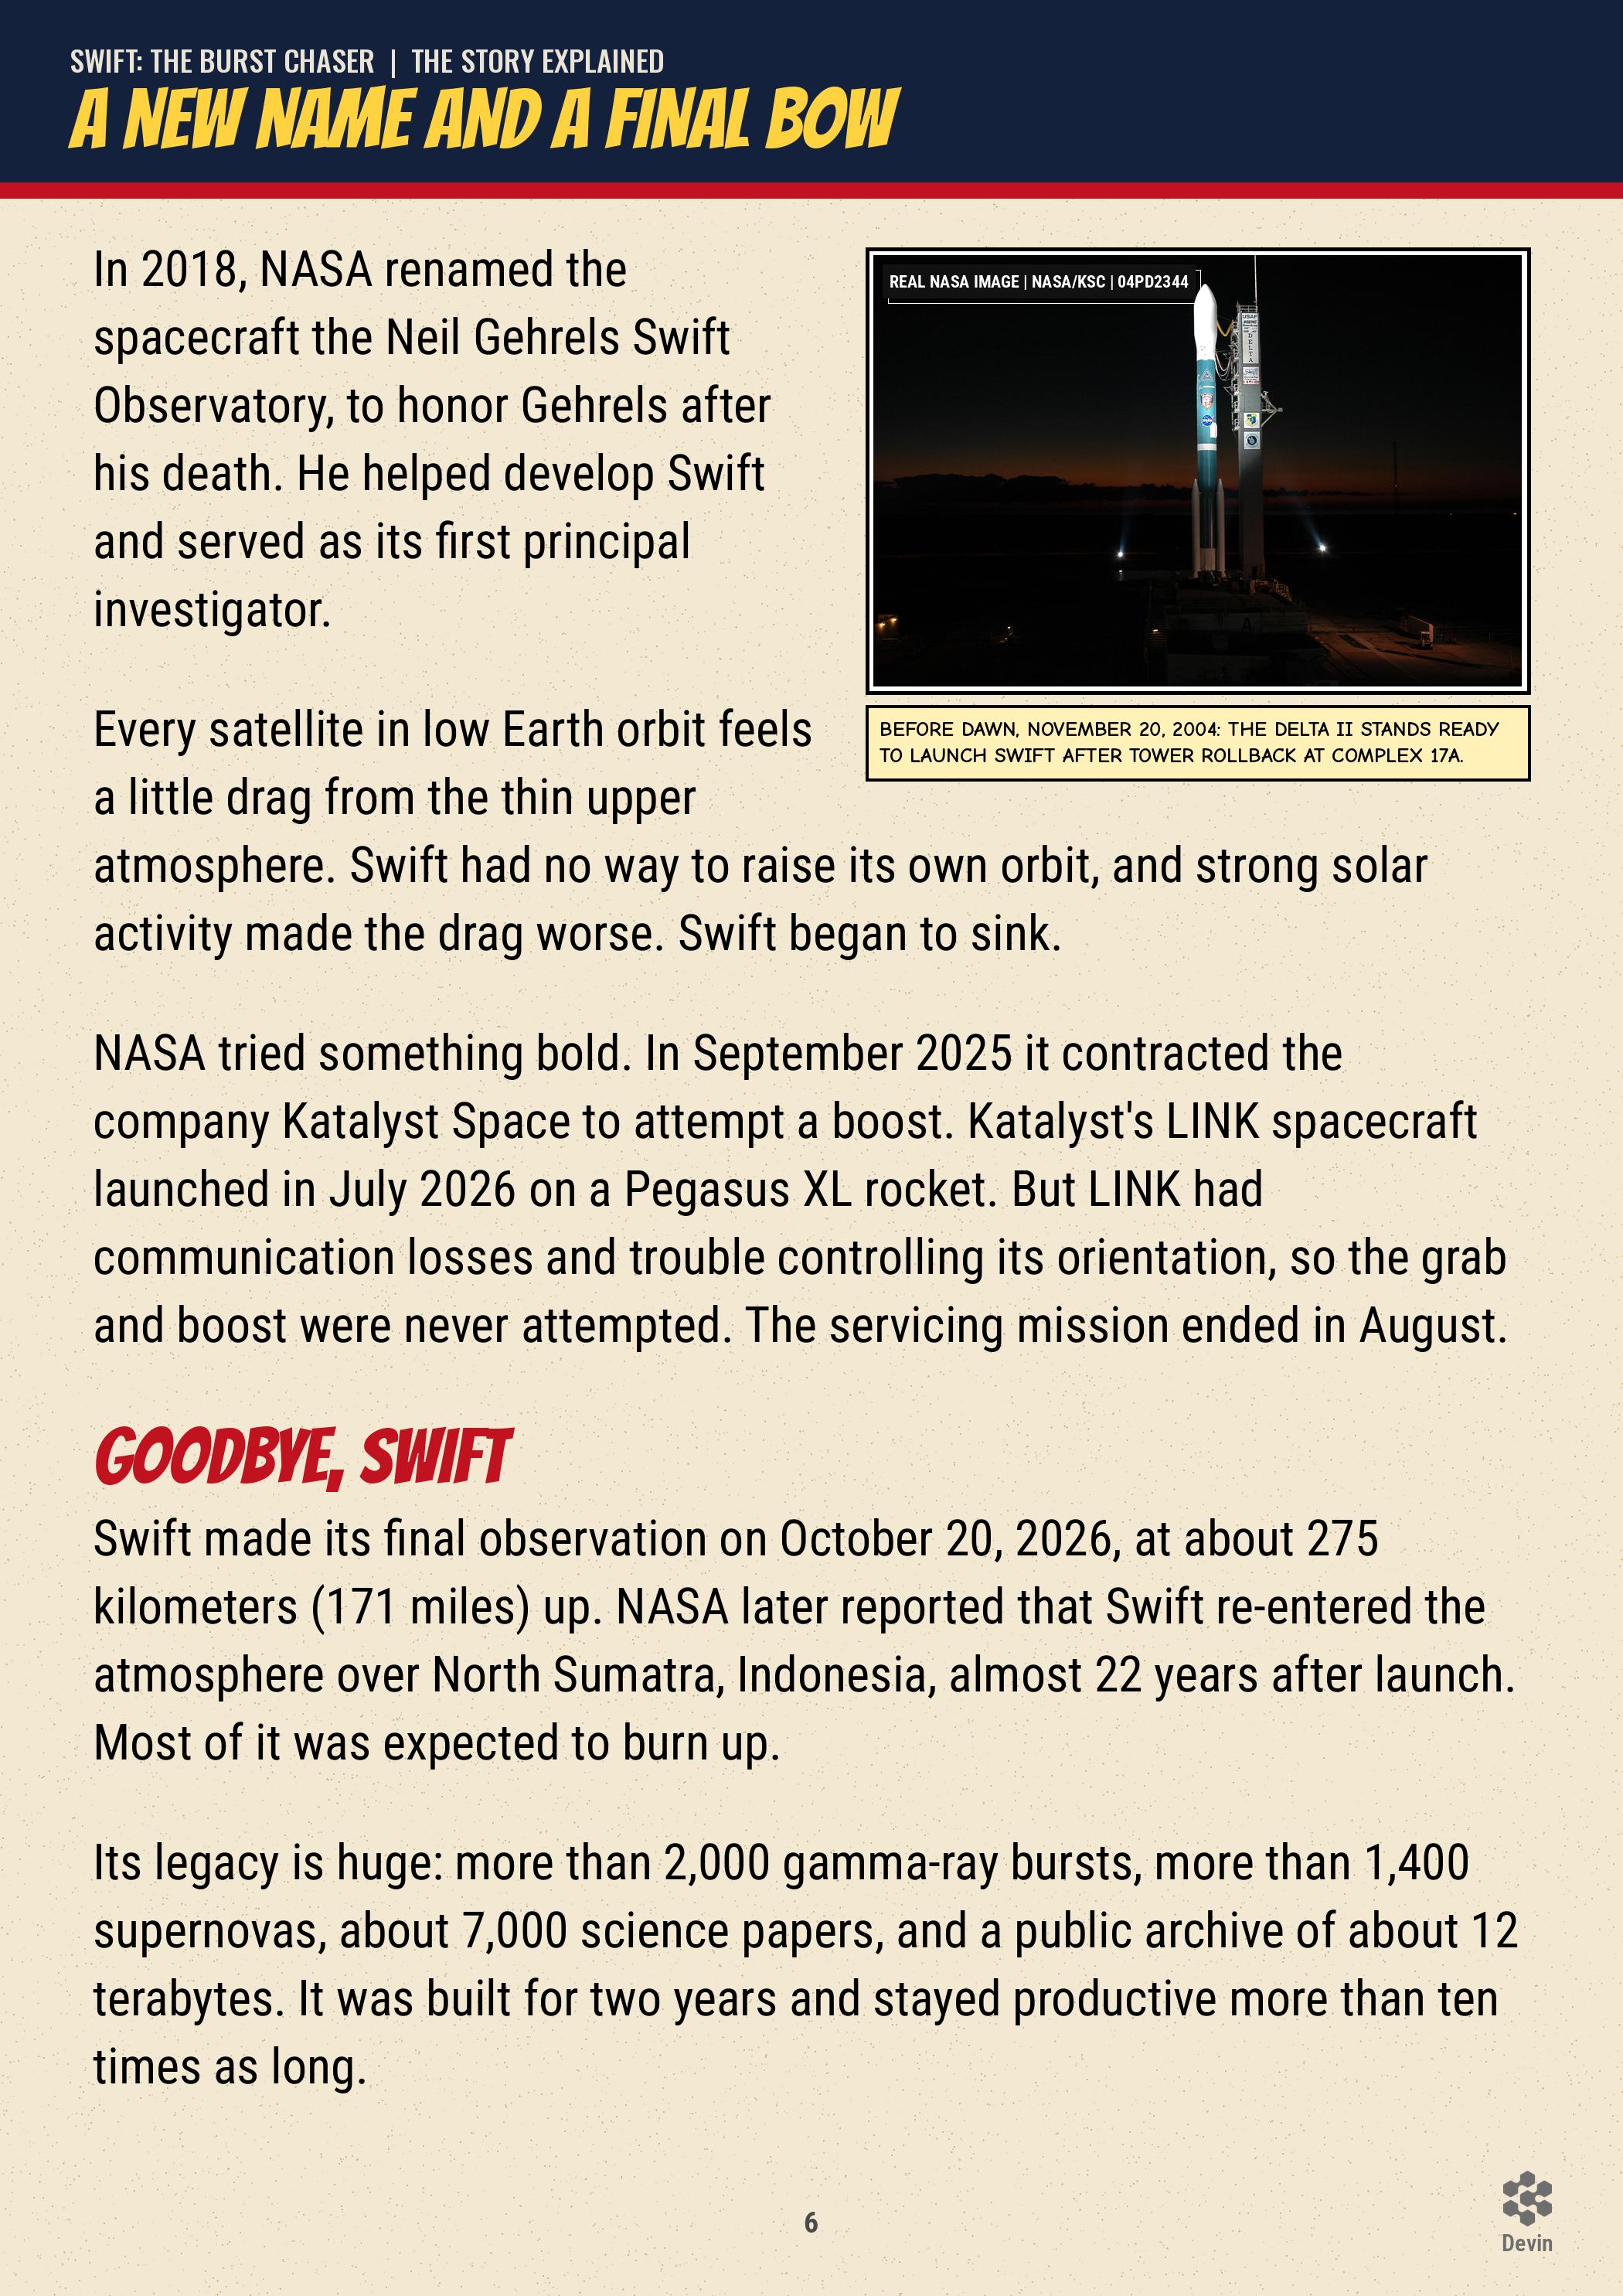 SWIFT: THE BURST CHASER | THE STORY EXPLAINED
A NEW NAME AND A FINAL BOW
In 2018, NASA renamed the
spacecraft the Neil Gehrels Swift
Observatory, to honor Gehrels after
his death. He helped develop Swift
and served as its first principal
investigator.
REAL NASA IMAGE | NASA/KSC | 04PD2344
USAF
DELTA
NASA
A
BEFORE DAWN, NOVEMBER 20, 2004: THE DELTA II STANDS READY
TO LAUNCH SWIFT AFTER TOWER ROLLBACK AT COMPLEX 17A.
Every satellite in low Earth orbit feels
a little drag from the thin upper
atmosphere. Swift had no way to raise its own orbit, and strong solar
activity made the drag worse. Swift began to sink.
NASA tried something bold. In September 2025 it contracted the
company Katalyst Space to attempt a boost. Katalyst's LINK spacecraft
launched in July 2026 on a Pegasus XL rocket. But LINK had
communication losses and trouble controlling its orientation, so the grab
and boost were never attempted. The servicing mission ended in August.
GOODBYE, SWIFT
Swift made its final observation on October 20, 2026, at about 275
kilometers (171 miles) up. NASA later reported that Swift re-entered the
atmosphere over North Sumatra, Indonesia, almost 22 years after launch.
Most of it was expected to burn up.
Its legacy is huge: more than 2,000 gamma-ray bursts, more than 1,400
supernovas, about 7,000 science papers, and a public archive of about 12
terabytes. It was built for two years and stayed productive more than ten
times as long.
6
Devin